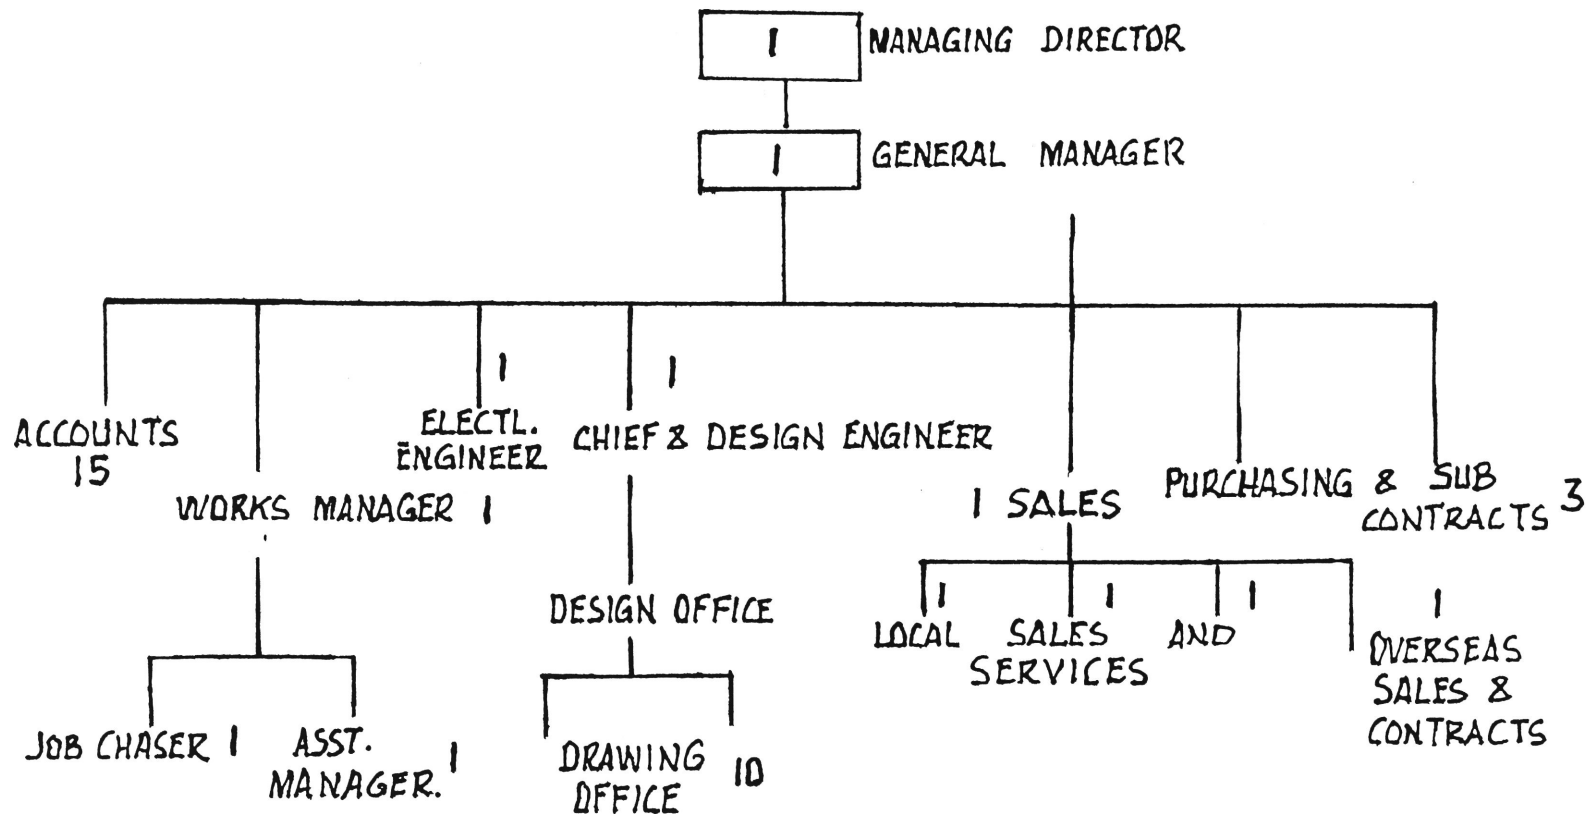 1 MANAGING DIRECTOR
1 GENERAL MANAGER
1
1
ACCOUNTS
15
ELECTL.
ENGINEER
CHIEF & DESIGN ENGINEER
WORKS MANAGER 1
1 SALES
PURCHASING & SUB
CONTRACTS 3
DESIGN OFFICE
1 1 1 1
LOCAL SALES AND
SERVICES
OVERSEAS
SALES &
CONTRACTS
JOB CHASER 1
ASST.
MANAGER. 1
DRAWING
OFFICE
10